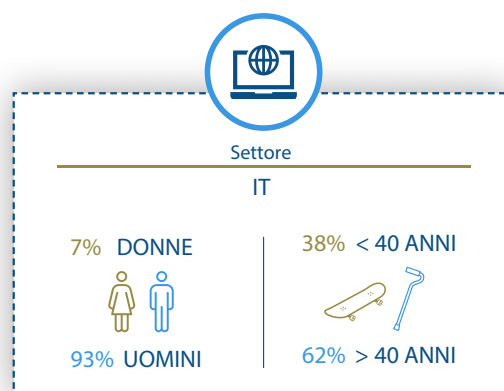 Settore
IT
7% DONNE
93% UOMINI
38% < 40 ANNI
62% > 40 ANNI